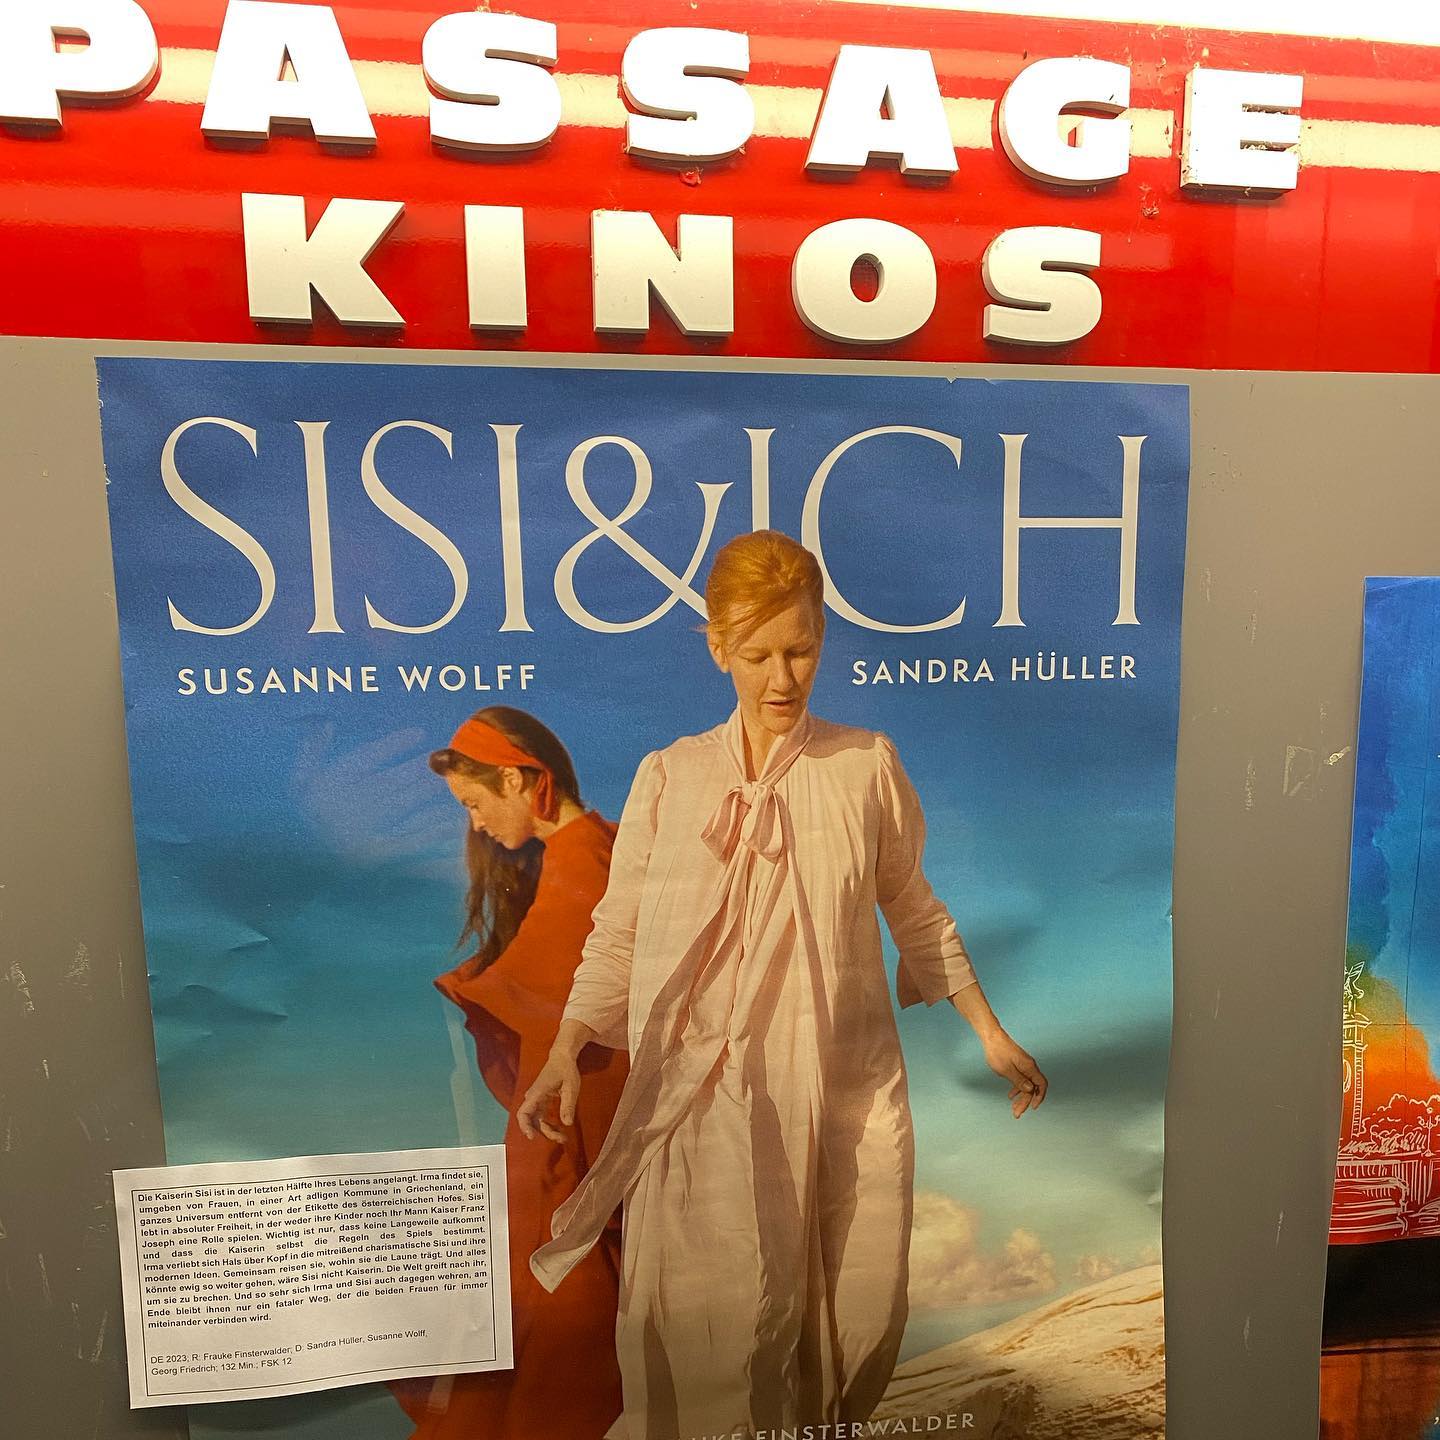 PASSAGE
KINOS
SISI&ICH
SUSANNE WOLFF
SANDRA HÜLLER
Die Kaiserin Sisi ist in der letzten Hälfte Ihres Lebens angelangt. Irma findet sie,
umgeben von Frauen, in einer Art adligen Kommune in Griechenland, ein
ganzes Universum entfernt von der Etikette des österreichischen Hofes. Sisi
lebt in absoluter Freiheit, in der weder ihre Kinder noch Ihr Mann Kaiser Franz
Joseph eine Rolle spielen. Wichtig ist nur, dass keine Langeweile aufkommt
und dass die Kaiserin selbst die Regeln des Spiels bestimmt.
Irma verliebt sich Hals über Kopf in die mitreißend charismatische Sisi und ihre
modernen Ideen. Gemeinsam reisen sie, wohin sie die Laune trägt. Und alles
könnte ewig so weiter gehen, wäre Sisi nicht Kaiserin. Die Welt greift nach ihr,
um sie zu brechen. Und so sehr sich Irma und Sisi auch dagegen wehren, am
Ende bleibt ihnen nur ein fataler Weg, der die beiden Frauen für immer
miteinander verbinden wird.
DE 2023; R: Frauke Finsterwalder; D: Sandra Hüller, Susanne Wolff,
Georg Friedrich; 132 Min.; FSK 12
FINSTERWALDER